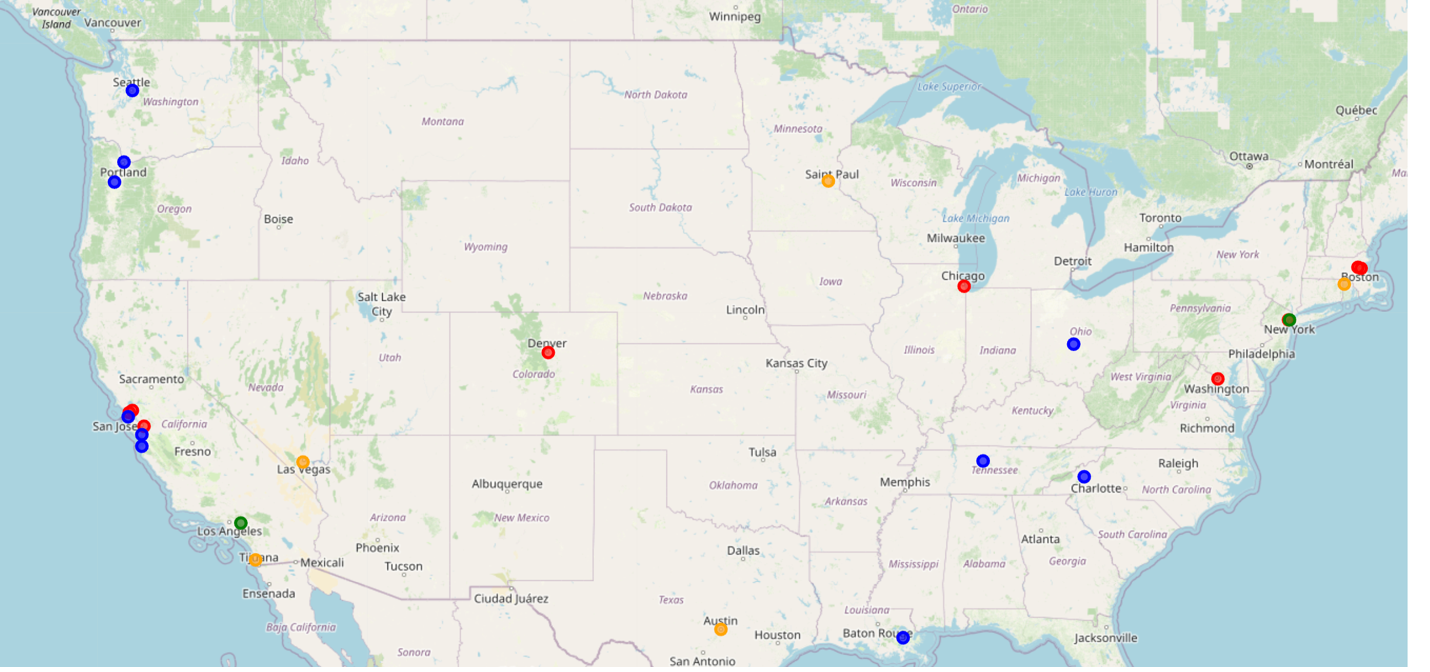 Vancouver
Island
Vancouver
Winnipeg
Ontario
Seattle
Washington
North Dakota
Lake Superior
Montana
Minnesota
Québec
Ottawa
Montréal
Portland
Idaho
Saint Paul
Wisconsin
Michigan
Lake Huron
Ma
Oregon
Boise
South Dakota
Lake Michigan
Toronto
Milwaukee
Hamilton
Wyoming
New York
Detroit
Chicago
Boston
Iowa
Salt Lake
City
Nebraska
Lincoln
Pennsylvania
New York
Ohio
Denver
Utah
Colorado
Illinois
Indiana
Philadelphia
Kansas City
Sacramento
Nevada
Kansas
Missouri
West Virginia
Washington
Kentucky
Virginia
San Jose
California
Richmond
Fresno
Tulsa
Las Vegas
Tennessee
Raleigh
Albuquerque
Oklahoma
Memphis
Charlotte
North Carolina
Arkansas
Los Angeles
Arizona
New Mexico
South Carolina
Phoenix
Dallas
Atlanta
Tijuana
Mexicali
Tucson
Mississippi
Alabama
Georgia
Ensenada
Ciudad Juárez
Texas
Louisiana
Baja California
Austin
Houston
Baton Rouge
Jacksonville
Sonora
San Antonio